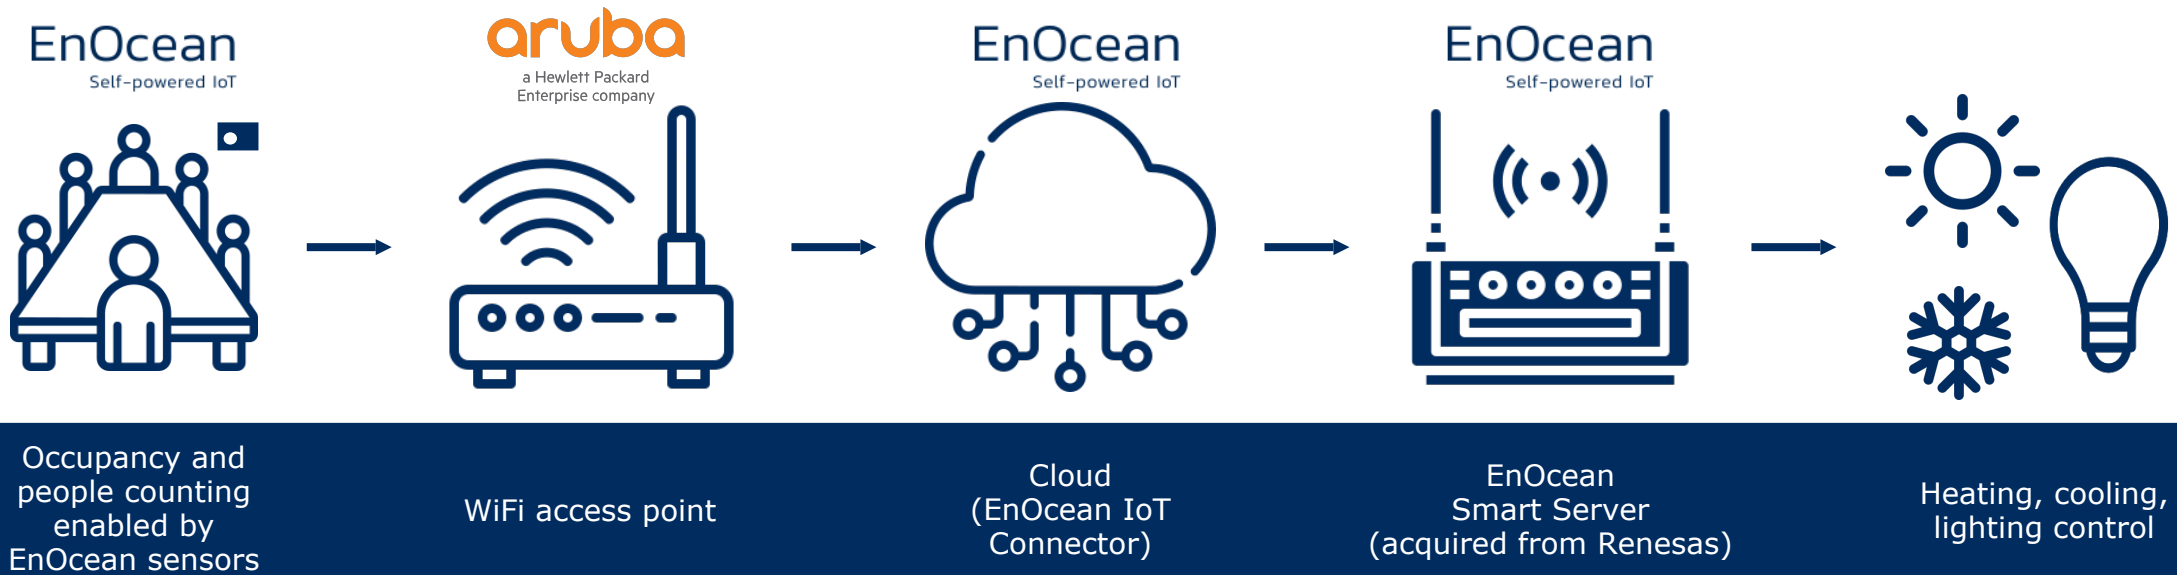 EnOcean
Self-powered IoT
aruba
a Hewlett Packard
Enterprise company
EnOcean
Self-powered IoT
EnOcean
Self-powered IoT
Occupancy and
people counting
enabled by
EnOcean sensors
WiFi access point
Cloud
(EnOcean IoT
Connector)
EnOcean
Smart Server
(acquired from Renesas)
Heating, cooling,
lighting control